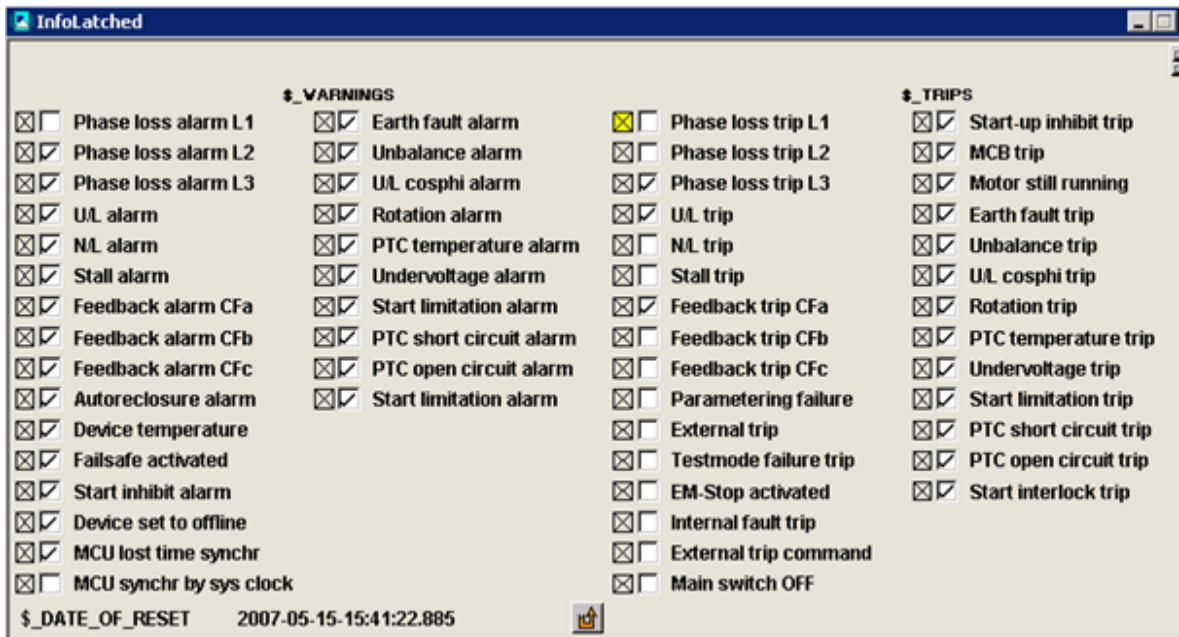 InfoLatched
$_WARNINGS $_TRIPS
Phase loss alarm L1 Earth fault alarm Phase loss trip L1 Start-up inhibit trip
Phase loss alarm L2 Unbalance alarm Phase loss trip L2 MCB trip
Phase loss alarm L3 U/L cosphi alarm Phase loss trip L3 Motor still running
U/L alarm Rotation alarm U/L trip Earth fault trip
N/L alarm PTC temperature alarm N/L trip Unbalance trip
Stall alarm Undervoltage alarm Stall trip U/L cosphi trip
Feedback alarm CFa Start limitation alarm Feedback trip CFa Rotation trip
Feedback alarm CFb PTC short circuit alarm Feedback trip CFb PTC temperature trip
Feedback alarm CFc PTC open circuit alarm Feedback trip CFc Undervoltage trip
Autoreclosure alarm Start limitation alarm Parametering failure Start limitation trip
Device temperature External trip PTC short circuit trip
Failsafe activated Testmode failure trip PTC open circuit trip
Start inhibit alarm EM-Stop activated Start interlock trip
Device set to offline Internal fault trip
MCU lost time synchr External trip command
MCU synchr by sys clock Main switch OFF
$_DATE_OF_RESET 2007-05-15-15:41:22.885